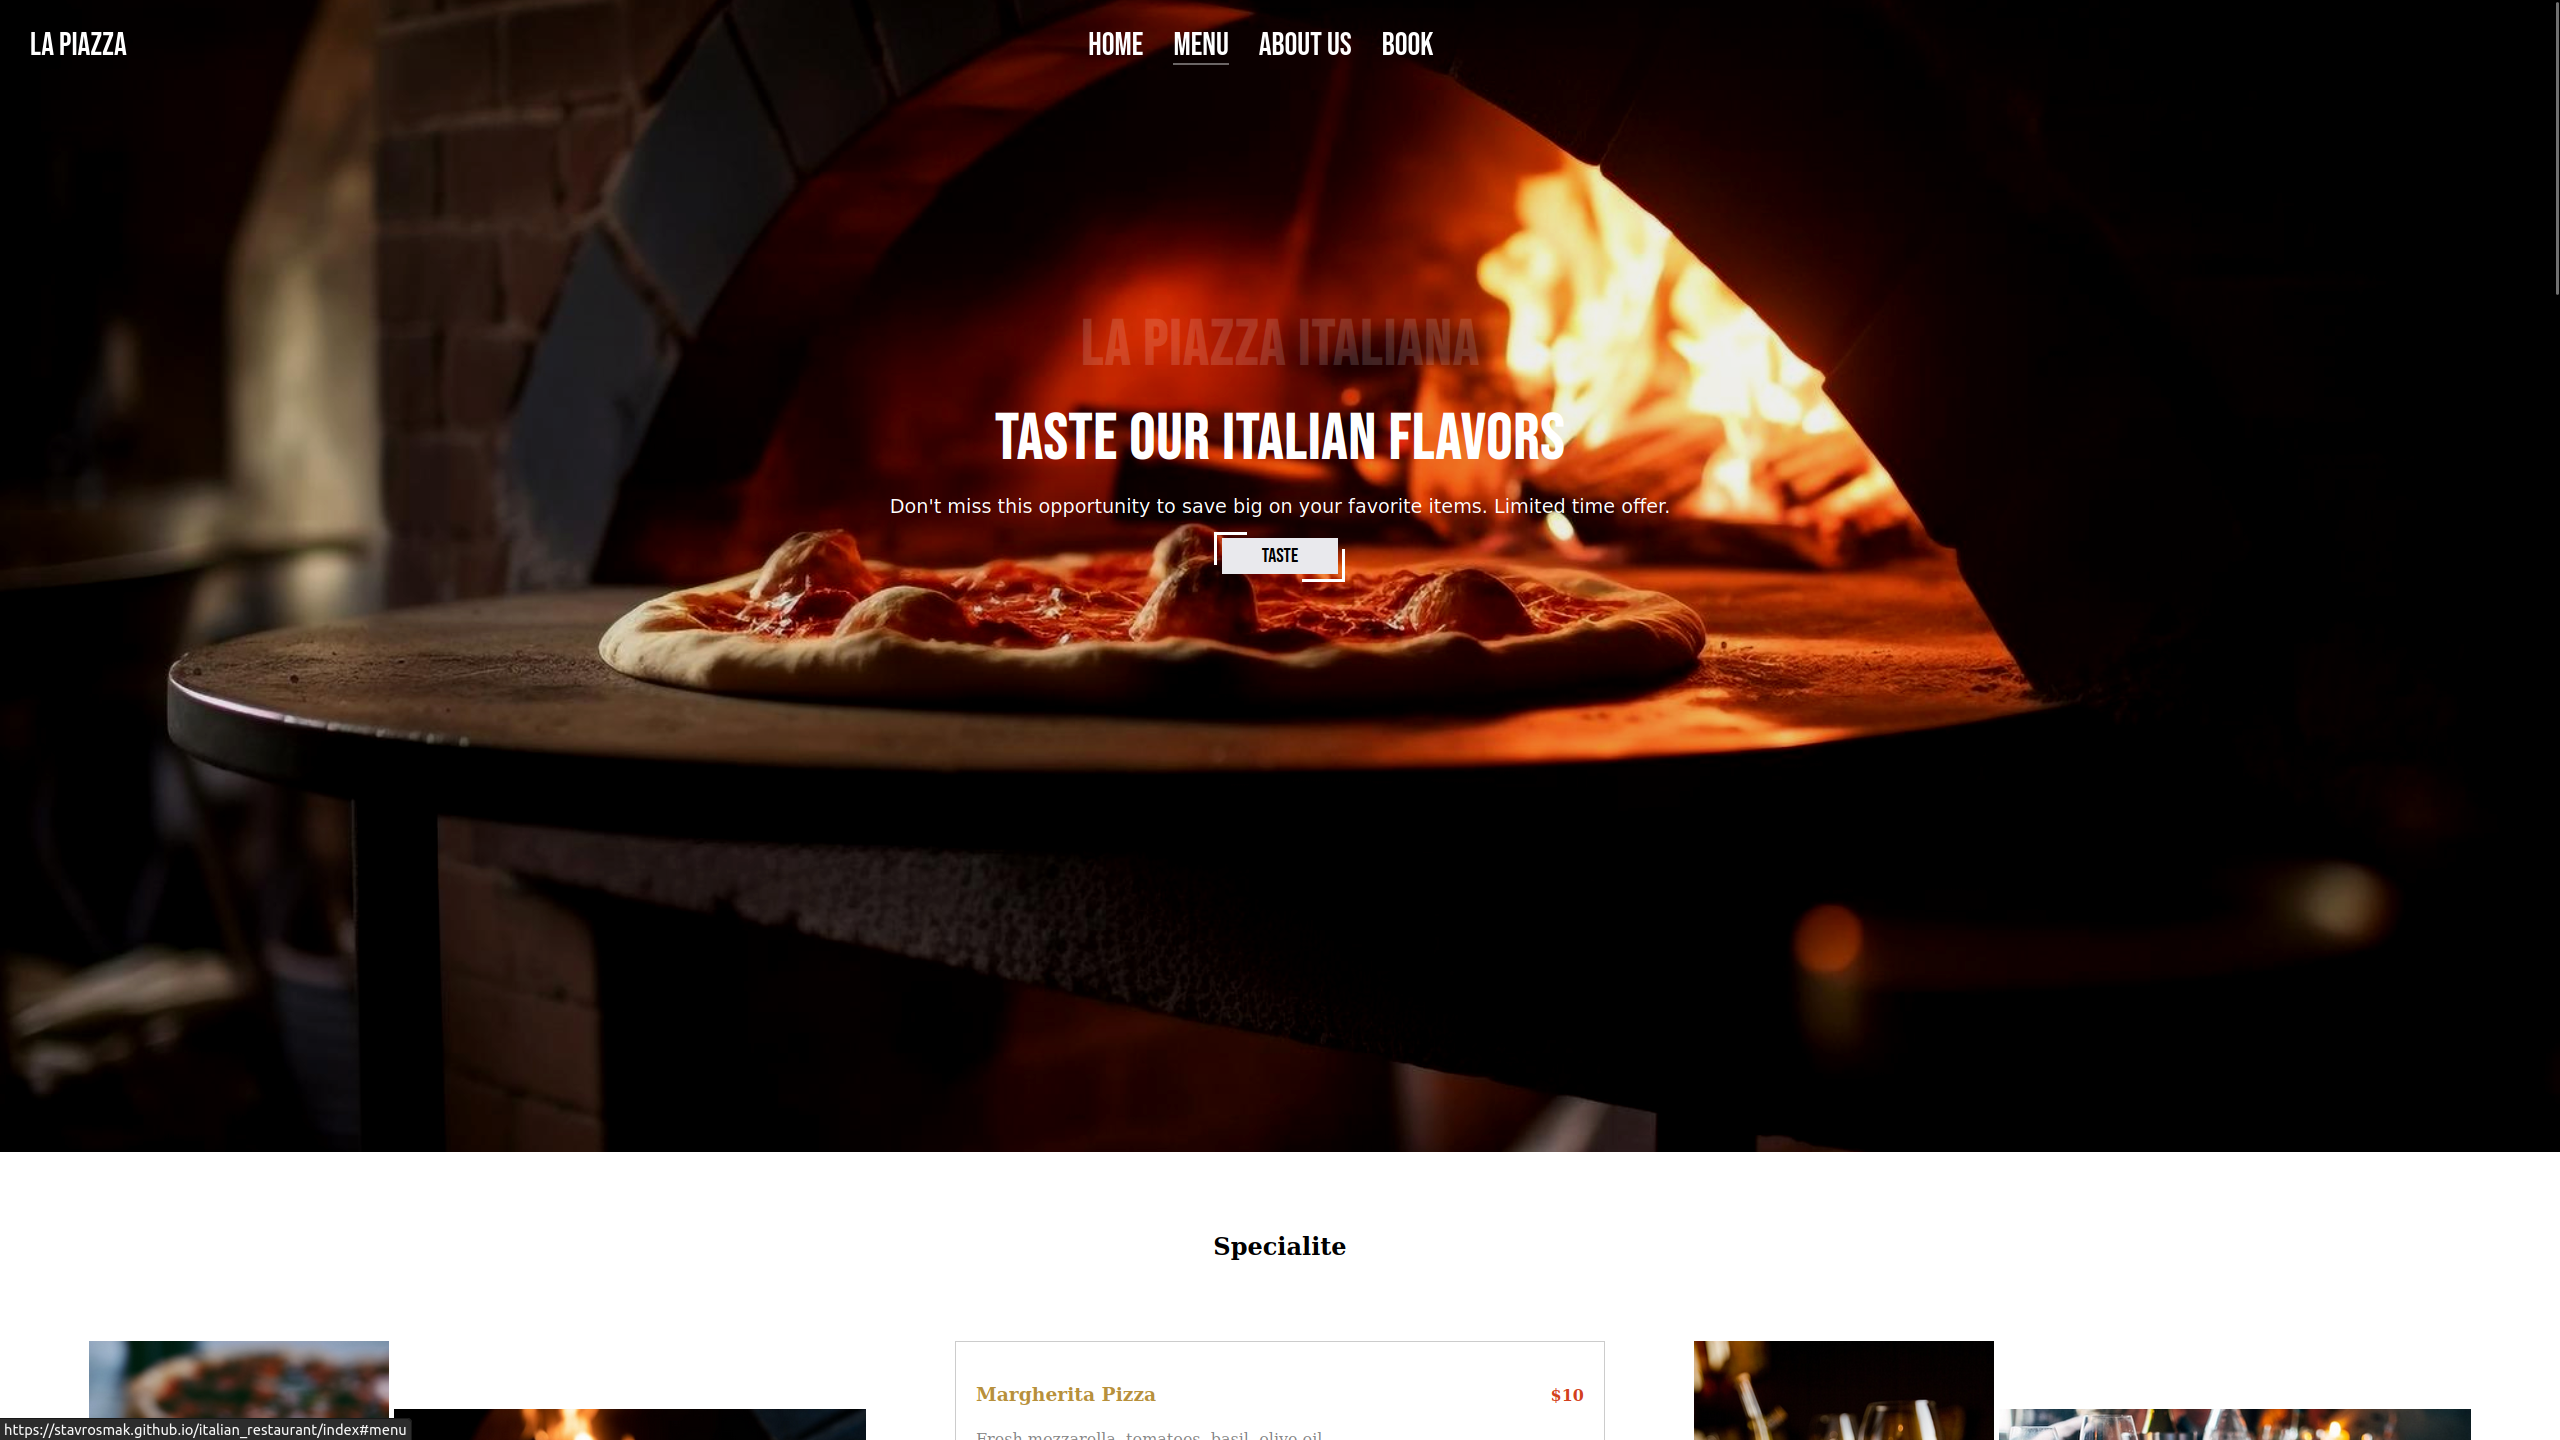 LA PIAZZA
HOME MENU ABOUT US BOOK
LA PIAZZA ITALIANA
TASTE OUR ITALIAN FLAVORS
Don't miss this opportunity to save big on your favorite items. Limited time offer.
TASTE
Specialite
Margherita Pizza $10
Fresh mozzarella, tomatoes, basil, olive oil
https://stavrosmak.github.io/italian_restaurant/index#menu